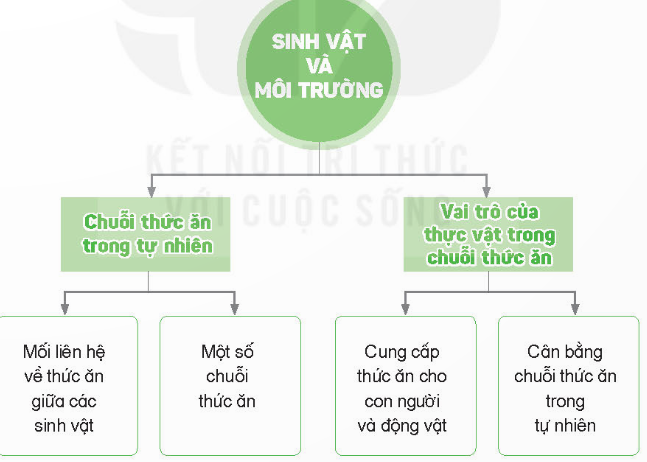 SINH VẬT
VÀ
MÔI TRƯỜNG
KẾT NỐI TRI THỨC
VỚI CUỘC SỐNG
Chuỗi thức ăn
trong tự nhiên
Vai trò của
thực vật trong
chuỗi thức ăn
Mối liên hệ
về thức ăn
giữa các
sinh vật
Một số
chuỗi
thức ăn
Cung cấp
thức ăn cho
con người
và động vật
Cân bằng
chuỗi thức ăn
trong
tự nhiên